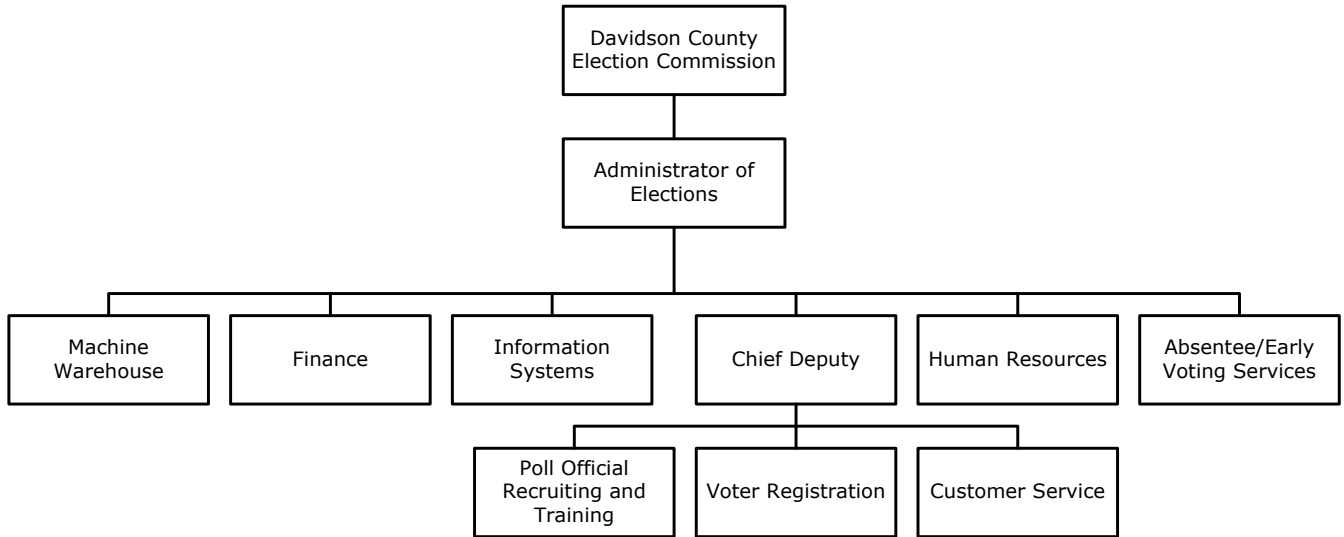 Davidson County
Election Commission
Administrator of
Elections
Machine
Warehouse
Finance
Information
Systems
Chief Deputy
Human Resources
Absentee/Early
Voting Services
Poll Official
Recruiting and
Training
Voter Registration
Customer Service